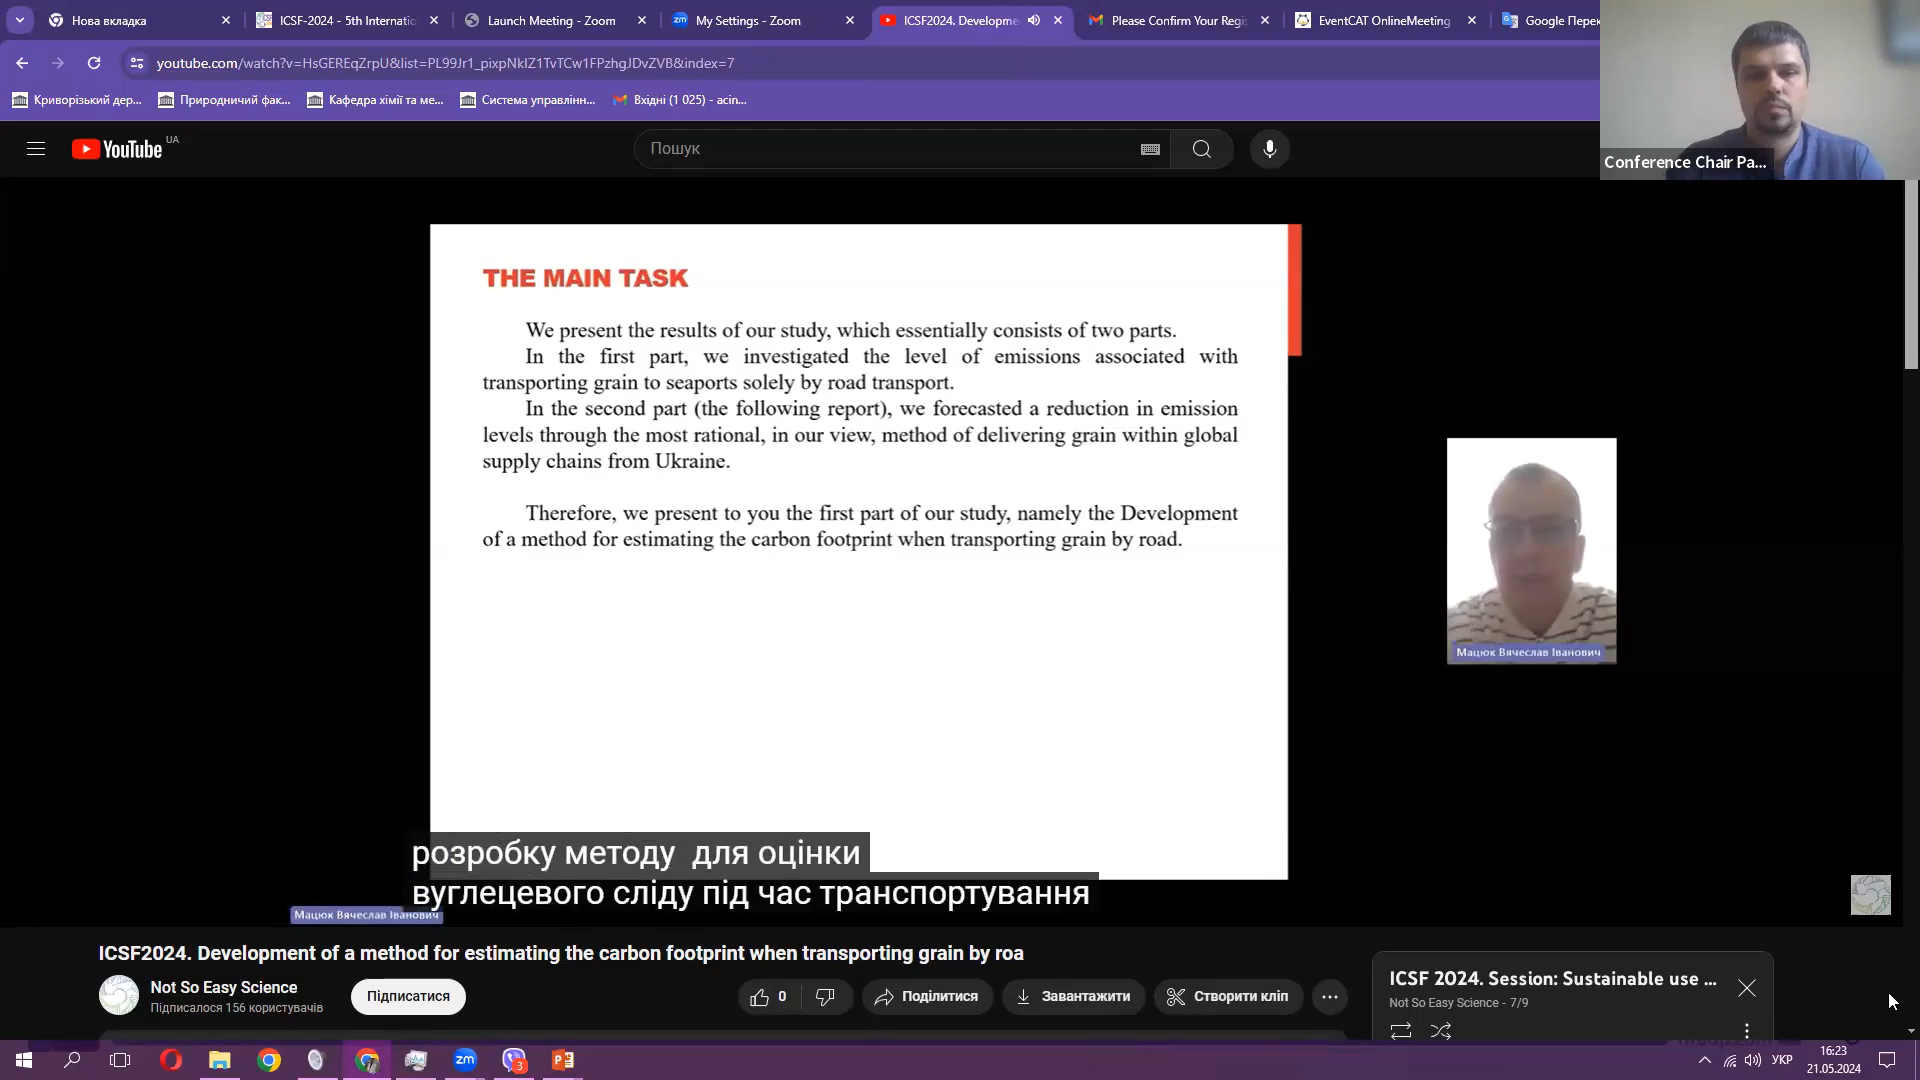 Нова вкладка
ICSF-2024 - 5th Internatio
Launch Meeting - Zoom
My Settings - Zoom
ICSF2024. Developme
Please Confirm Your Regi
EventCAT OnlineMeeting
Google Перек
youtube.com/watch?v=HsGEREqZrpU&list=PL99Jr1_pixpNkIZ1TvTCw1FPzhgJDvZVB&index=7
Криворізький дер...
Природничий фак...
Кафедра хімії та ме...
Система управлінн...
Вхідні (1 025) - acin...
Conference Chair Pa...
YouTube UA
Пошук
THE MAIN TASK
We present the results of our study, which essentially consists of two parts.
In the first part, we investigated the level of emissions associated with
transporting grain to seaports solely by road transport.
In the second part (the following report), we forecasted a reduction in emission
levels through the most rational, in our view, method of delivering grain within global
supply chains from Ukraine.
Therefore, we present to you the first part of our study, namely the Development
of a method for estimating the carbon footprint when transporting grain by road.
Мацюк Вячеслав Іванович
розробку методу для оцінки
вуглецевого сліду під час транспортування
Мацюк Вячеслав Іванович
ICSF2024. Development of a method for estimating the carbon footprint when transporting grain by roa
Not So Easy Science
Підписалося 156 користувачів
Підписатися
0
Поділитися
Завантажити
Створити кліп
ICSF 2024. Session: Sustainable use ...
Not So Easy Science - 7/9
zm
3
УКР
16:23
21.05.2024